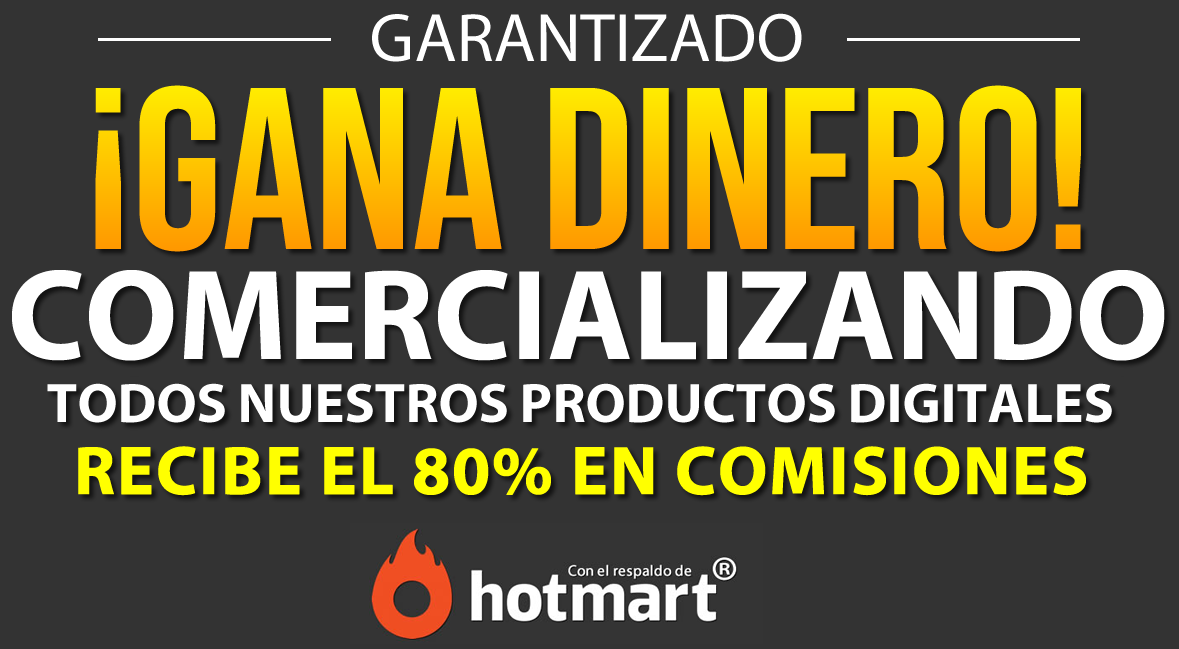 GARANTIZADO
¡GANA DINERO!
COMERCIALIZANDO
TODOS NUESTROS PRODUCTOS DIGITALES
RECIBE EL 80% EN COMISIONES
Con el respaldo de
hotmart®